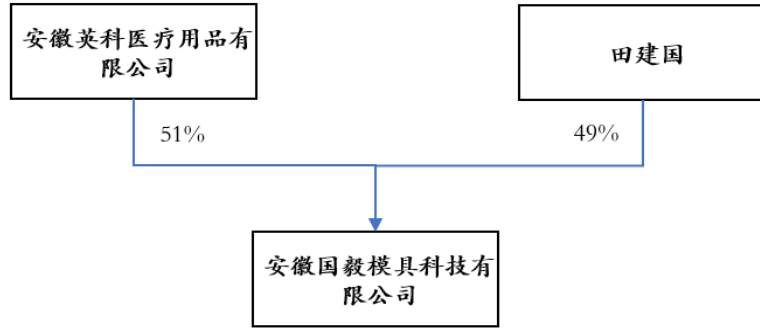 安徽英科医疗用品有
限公司
田建国
51%
49%
安徽国毅模具科技有
限公司